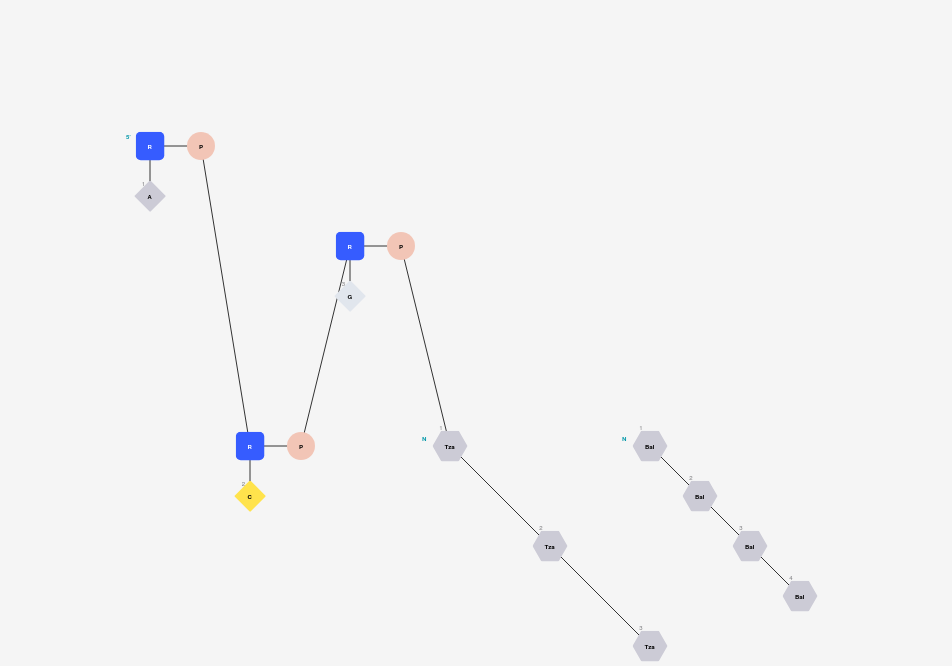 5'
R P
1
A
R P
3
G
1 1
N Tza N Bal
R P
2
2
C Bal
2 3
Tza Bal
4
Bal
3
Tza